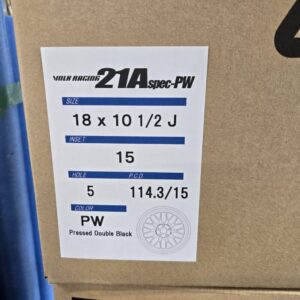 VOLK RACING 21A spec-PW
SIZE
18 x 10 1/2 J
INSET
15
HOLE P.C.D.
5 114.3/15
COLOR
PW
Pressed Double Black